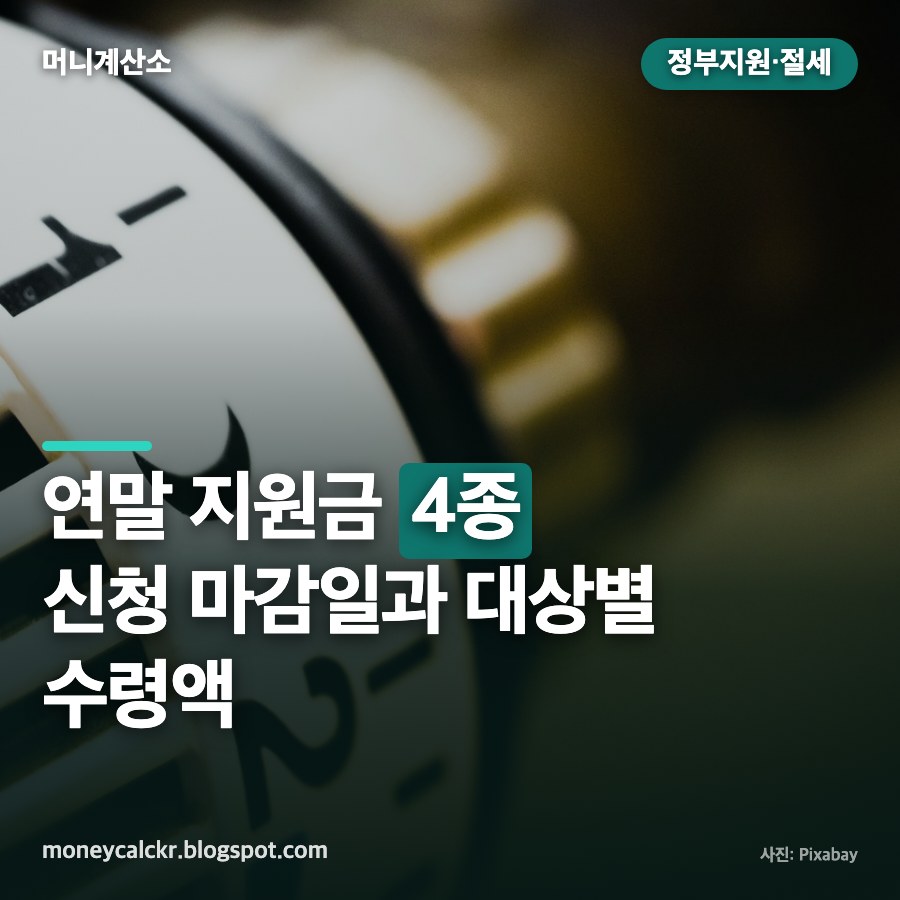 머니계산소
정부지원·절세
연말 지원금 4종
신청 마감일과 대상별
수령액
moneycalckr.blogspot.com
사진: Pixabay